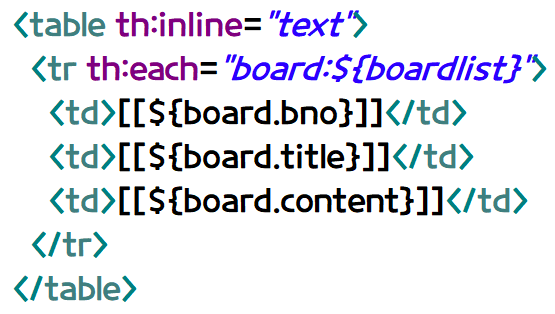 <table th:inline="text">
<tr th:each="board:${boardlist}">
<td>[[${board.bno}]]</td>
<td>[[${board.title}]]</td>
<td>[[${board.content}]]</td>
</tr>
</table>